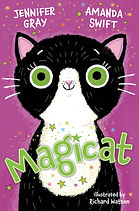 JENNIFER GRAY
AMANDA SWIFT
Magicat
illustrated by
Richard Watson